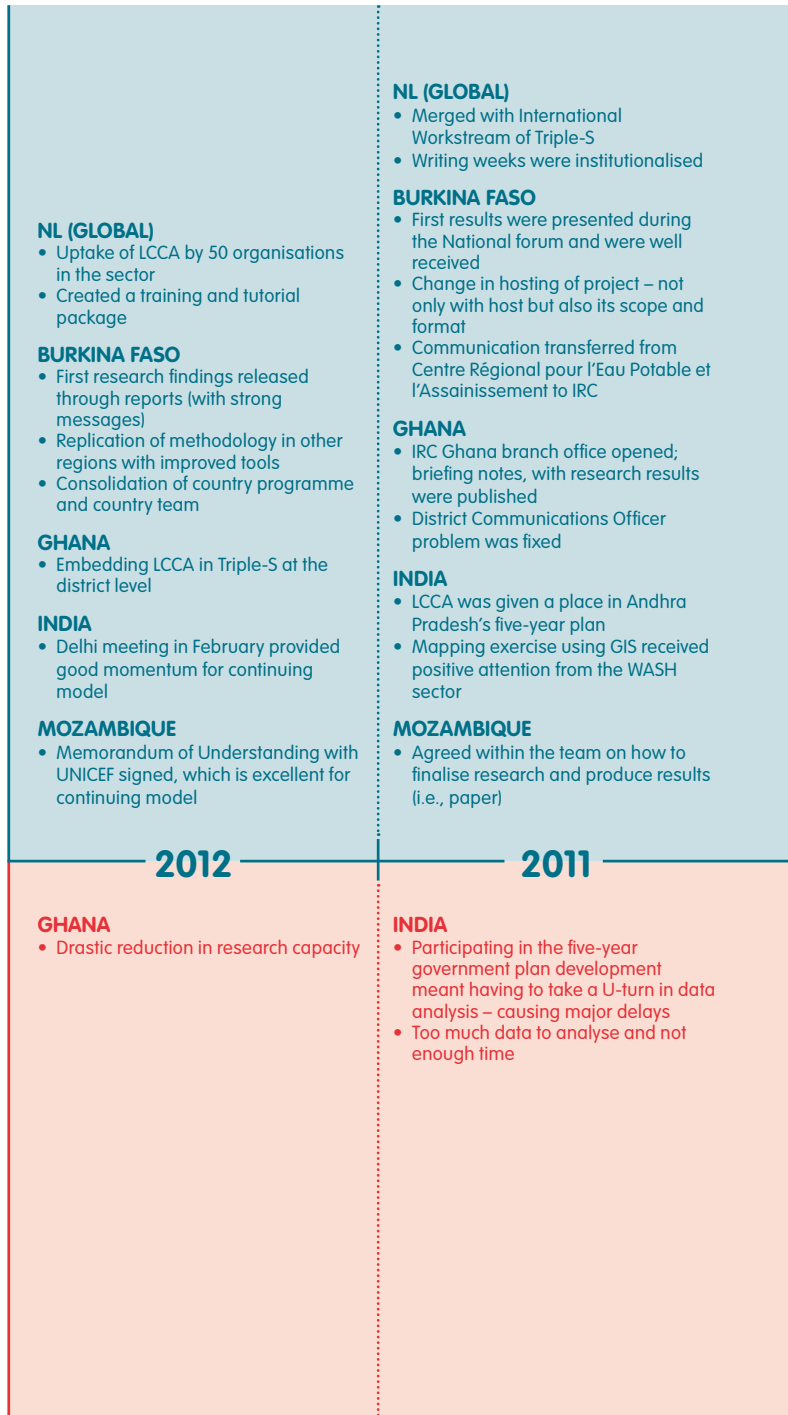 NL (GLOBAL)
• Uptake of LCCA by 50 organisations
in the sector
• Created a training and tutorial
package
BURKINA FASO
• First research findings released
through reports (with strong
messages)
• Replication of methodology in other
regions with improved tools
• Consolidation of country programme
and country team
GHANA
• Embedding LCCA in Triple-S at the
district level
INDIA
• Delhi meeting in February provided
good momentum for continuing
model
MOZAMBIQUE
• Memorandum of Understanding with
UNICEF signed, which is excellent for
continuing model
2012
GHANA
• Drastic reduction in research capacity
NL (GLOBAL)
• Merged with International
Workstream of Triple-S
• Writing weeks were institutionalised
BURKINA FASO
• First results were presented during
the National forum and were well
received
• Change in hosting of project – not
only with host but also its scope and
format
• Communication transferred from
Centre Régional pour l'Eau Potable et
l'Assainissement to IRC
GHANA
• IRC Ghana branch office opened;
briefing notes, with research results
were published
• District Communications Officer
problem was fixed
INDIA
• LCCA was given a place in Andhra
Pradesh's five-year plan
• Mapping exercise using GIS received
positive attention from the WASH
sector
MOZAMBIQUE
• Agreed within the team on how to
finalise research and produce results
(i.e., paper)
2011
INDIA
• Participating in the five-year
government plan development
meant having to take a U-turn in data
analysis – causing major delays
• Too much data to analyse and not
enough time